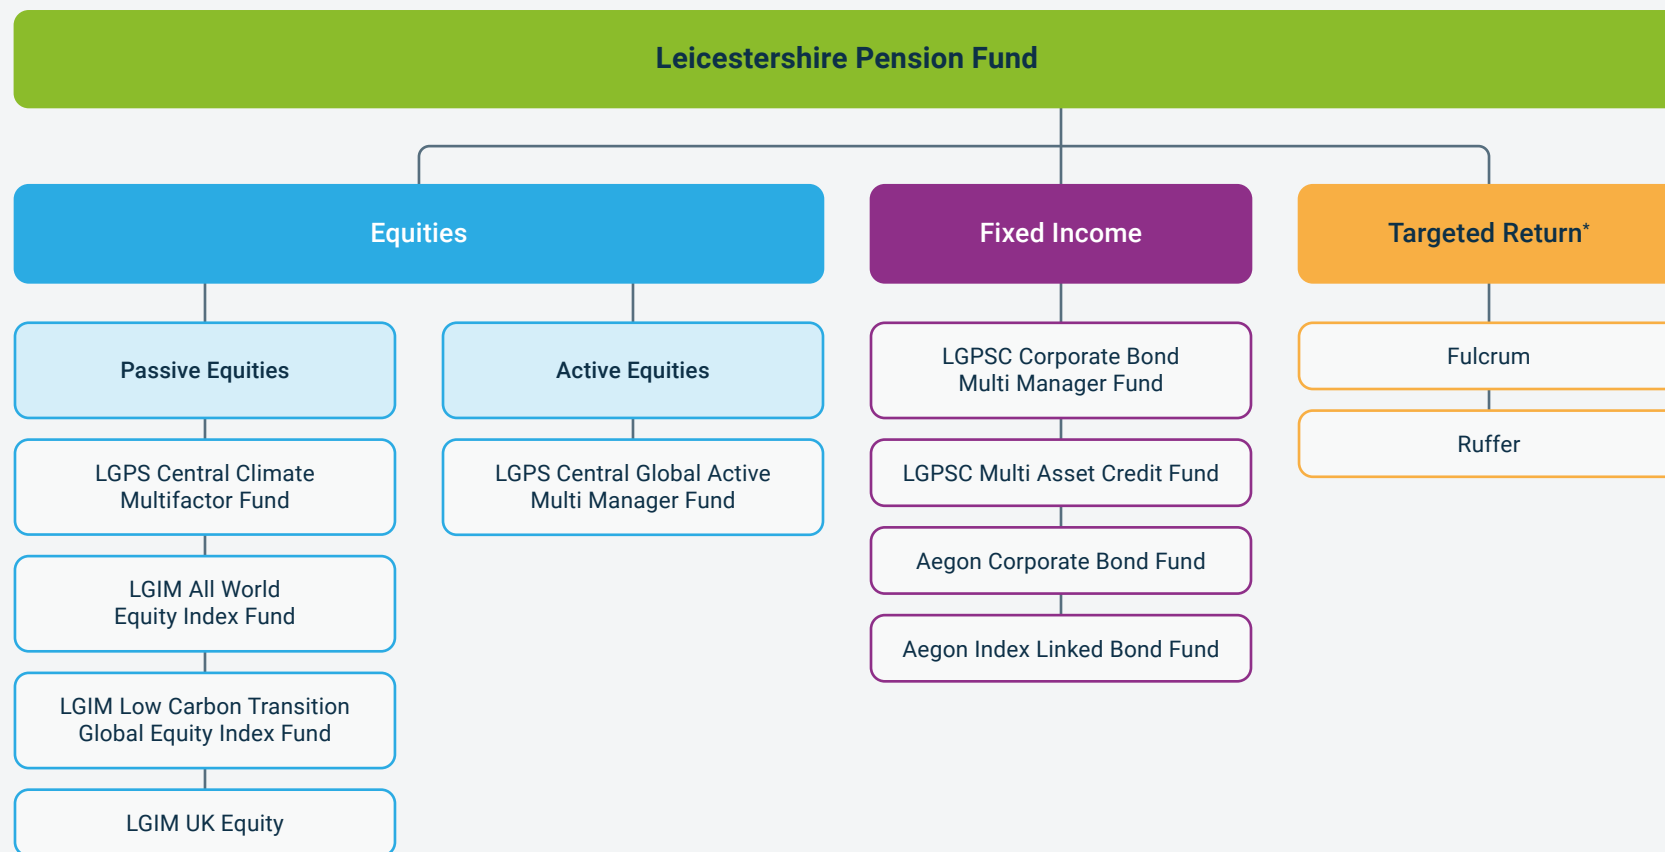 Leicestershire Pension Fund
Equities
Fixed Income
Targeted Return*
Passive Equities
LGPS Central Climate
Multifactor Fund
LGIM All World
Equity Index Fund
LGIM Low Carbon Transition
Global Equity Index Fund
LGIM UK Equity
Active Equities
LGPS Central Global Active
Multi Manager Fund
LGPSC Corporate Bond
Multi Manager Fund
LGPSC Multi Asset Credit Fund
Aegon Corporate Bond Fund
Aegon Index Linked Bond Fund
Fulcrum
Ruffer